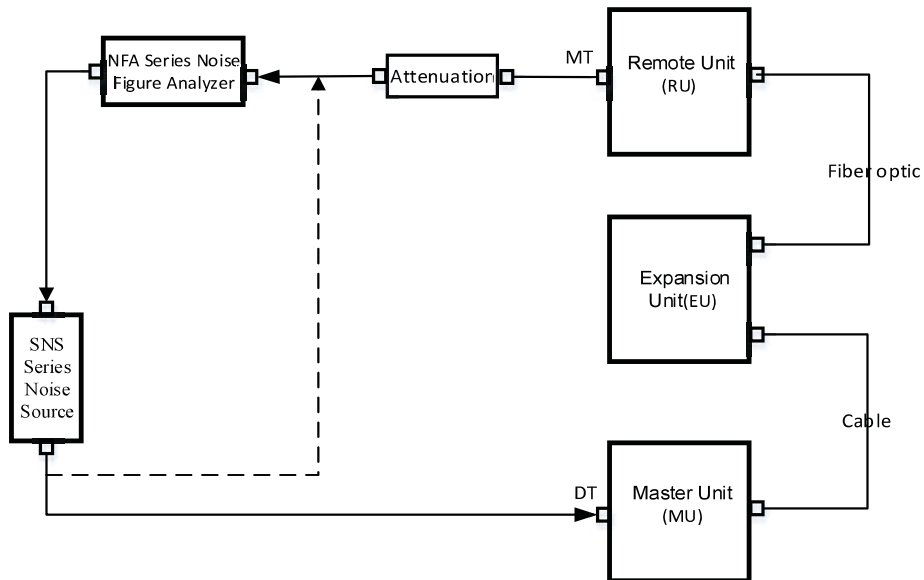 NFA Series Noise
Figure Analyzer
Attenuation
MT
Remote Unit
(RU)
Fiber optic
Expansion
Unit(EU)
SNS
Series
Noise
Source
Cable
DT
Master Unit
(MU)